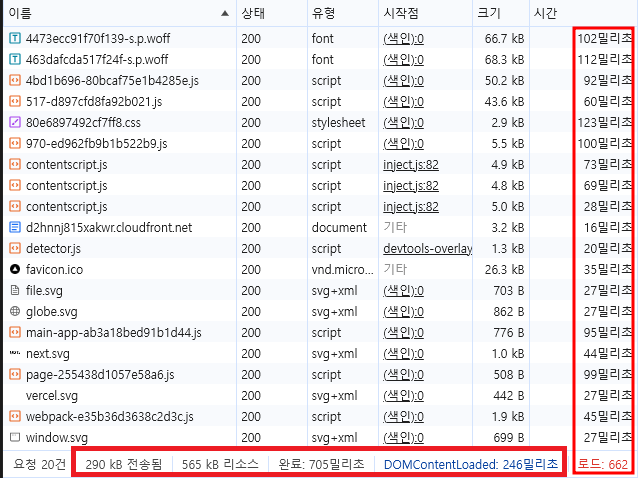 이름 상태 유형 시작점 크기 시간
4473ecc91f70f139-s.p.woff 200 font (색인):0 66.7 kB 102밀리초
463dafcda517f24f-s.p.woff 200 font (색인):0 68.3 kB 112밀리초
4bd1b696-80bcaf75e1b4285e.js 200 script (색인):0 50.2 kB 92밀리초
517-d897cfd8fa92b021.js 200 script (색인):0 43.6 kB 60밀리초
80e6897492cf7ff8.css 200 stylesheet (색인):0 2.9 kB 123밀리초
970-ed962fb9b1b522b9.js 200 script (색인):0 5.5 kB 100밀리초
contentscript.js 200 script inject.js:82 4.9 kB 73밀리초
contentscript.js 200 script inject.js:82 4.8 kB 69밀리초
contentscript.js 200 script inject.js:82 5.0 kB 28밀리초
d2hnnj815xakwr.cloudfront.net 200 document 기타 3.2 kB 16밀리초
detector.js 200 script devtools-overlay 1.3 kB 20밀리초
favicon.ico 200 vnd.micro... 기타 26.3 kB 35밀리초
file.svg 200 svg+xml (색인):0 703 B 27밀리초
globe.svg 200 svg+xml (색인):0 862 B 27밀리초
main-app-ab3a18bed91b1d44.js 200 script (색인):0 776 B 95밀리초
next.svg 200 svg+xml (색인):0 1.0 kB 44밀리초
page-255438d1057e58a6.js 200 script (색인):0 508 B 99밀리초
vercel.svg 200 svg+xml (색인):0 442 B 27밀리초
webpack-e35b36d3638c2d3c.js 200 script (색인):0 1.9 kB 45밀리초
window.svg 200 svg+xml (색인):0 699 B 27밀리초
요청 20건 290 kB 전송됨 565 kB 리소스 완료: 705밀리초 DOMContentLoaded: 246밀리초 로드: 662